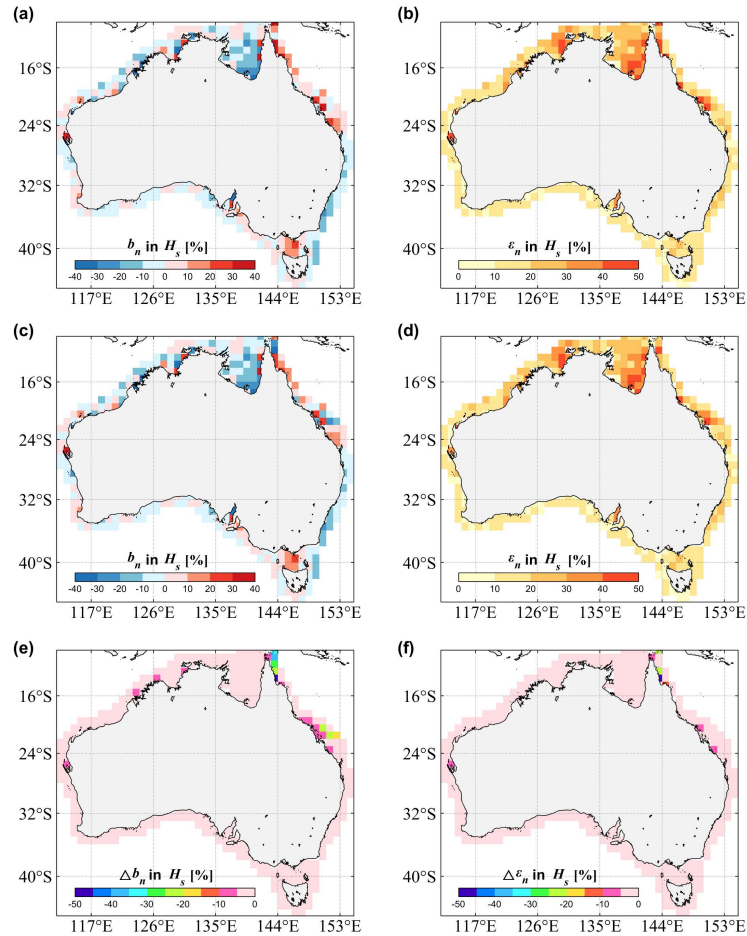 (a)
(b)
16°S
24°S
32°S
40°S
b_n in H_s [%]
-40 -30 -20 -10 0 10 20 30 40
117°E 126°E 135°E 144°E 153°E
16°S
24°S
32°S
40°S
ε_n in H_s [%]
0 10 20 30 40 50
117°E 126°E 135°E 144°E 153°E
(c)
(d)
16°S
24°S
32°S
40°S
b_n in H_s [%]
-40 -30 -20 -10 0 10 20 30 40
117°E 126°E 135°E 144°E 153°E
16°S
24°S
32°S
40°S
ε_n in H_s [%]
0 10 20 30 40 50
117°E 126°E 135°E 144°E 153°E
(e)
(f)
16°S
24°S
32°S
40°S
△b_n in H_s [%]
-50 -40 -30 -20 -10 0
117°E 126°E 135°E 144°E 153°E
16°S
24°S
32°S
40°S
△ε_n in H_s [%]
-50 -40 -30 -20 -10 0
117°E 126°E 135°E 144°E 153°E